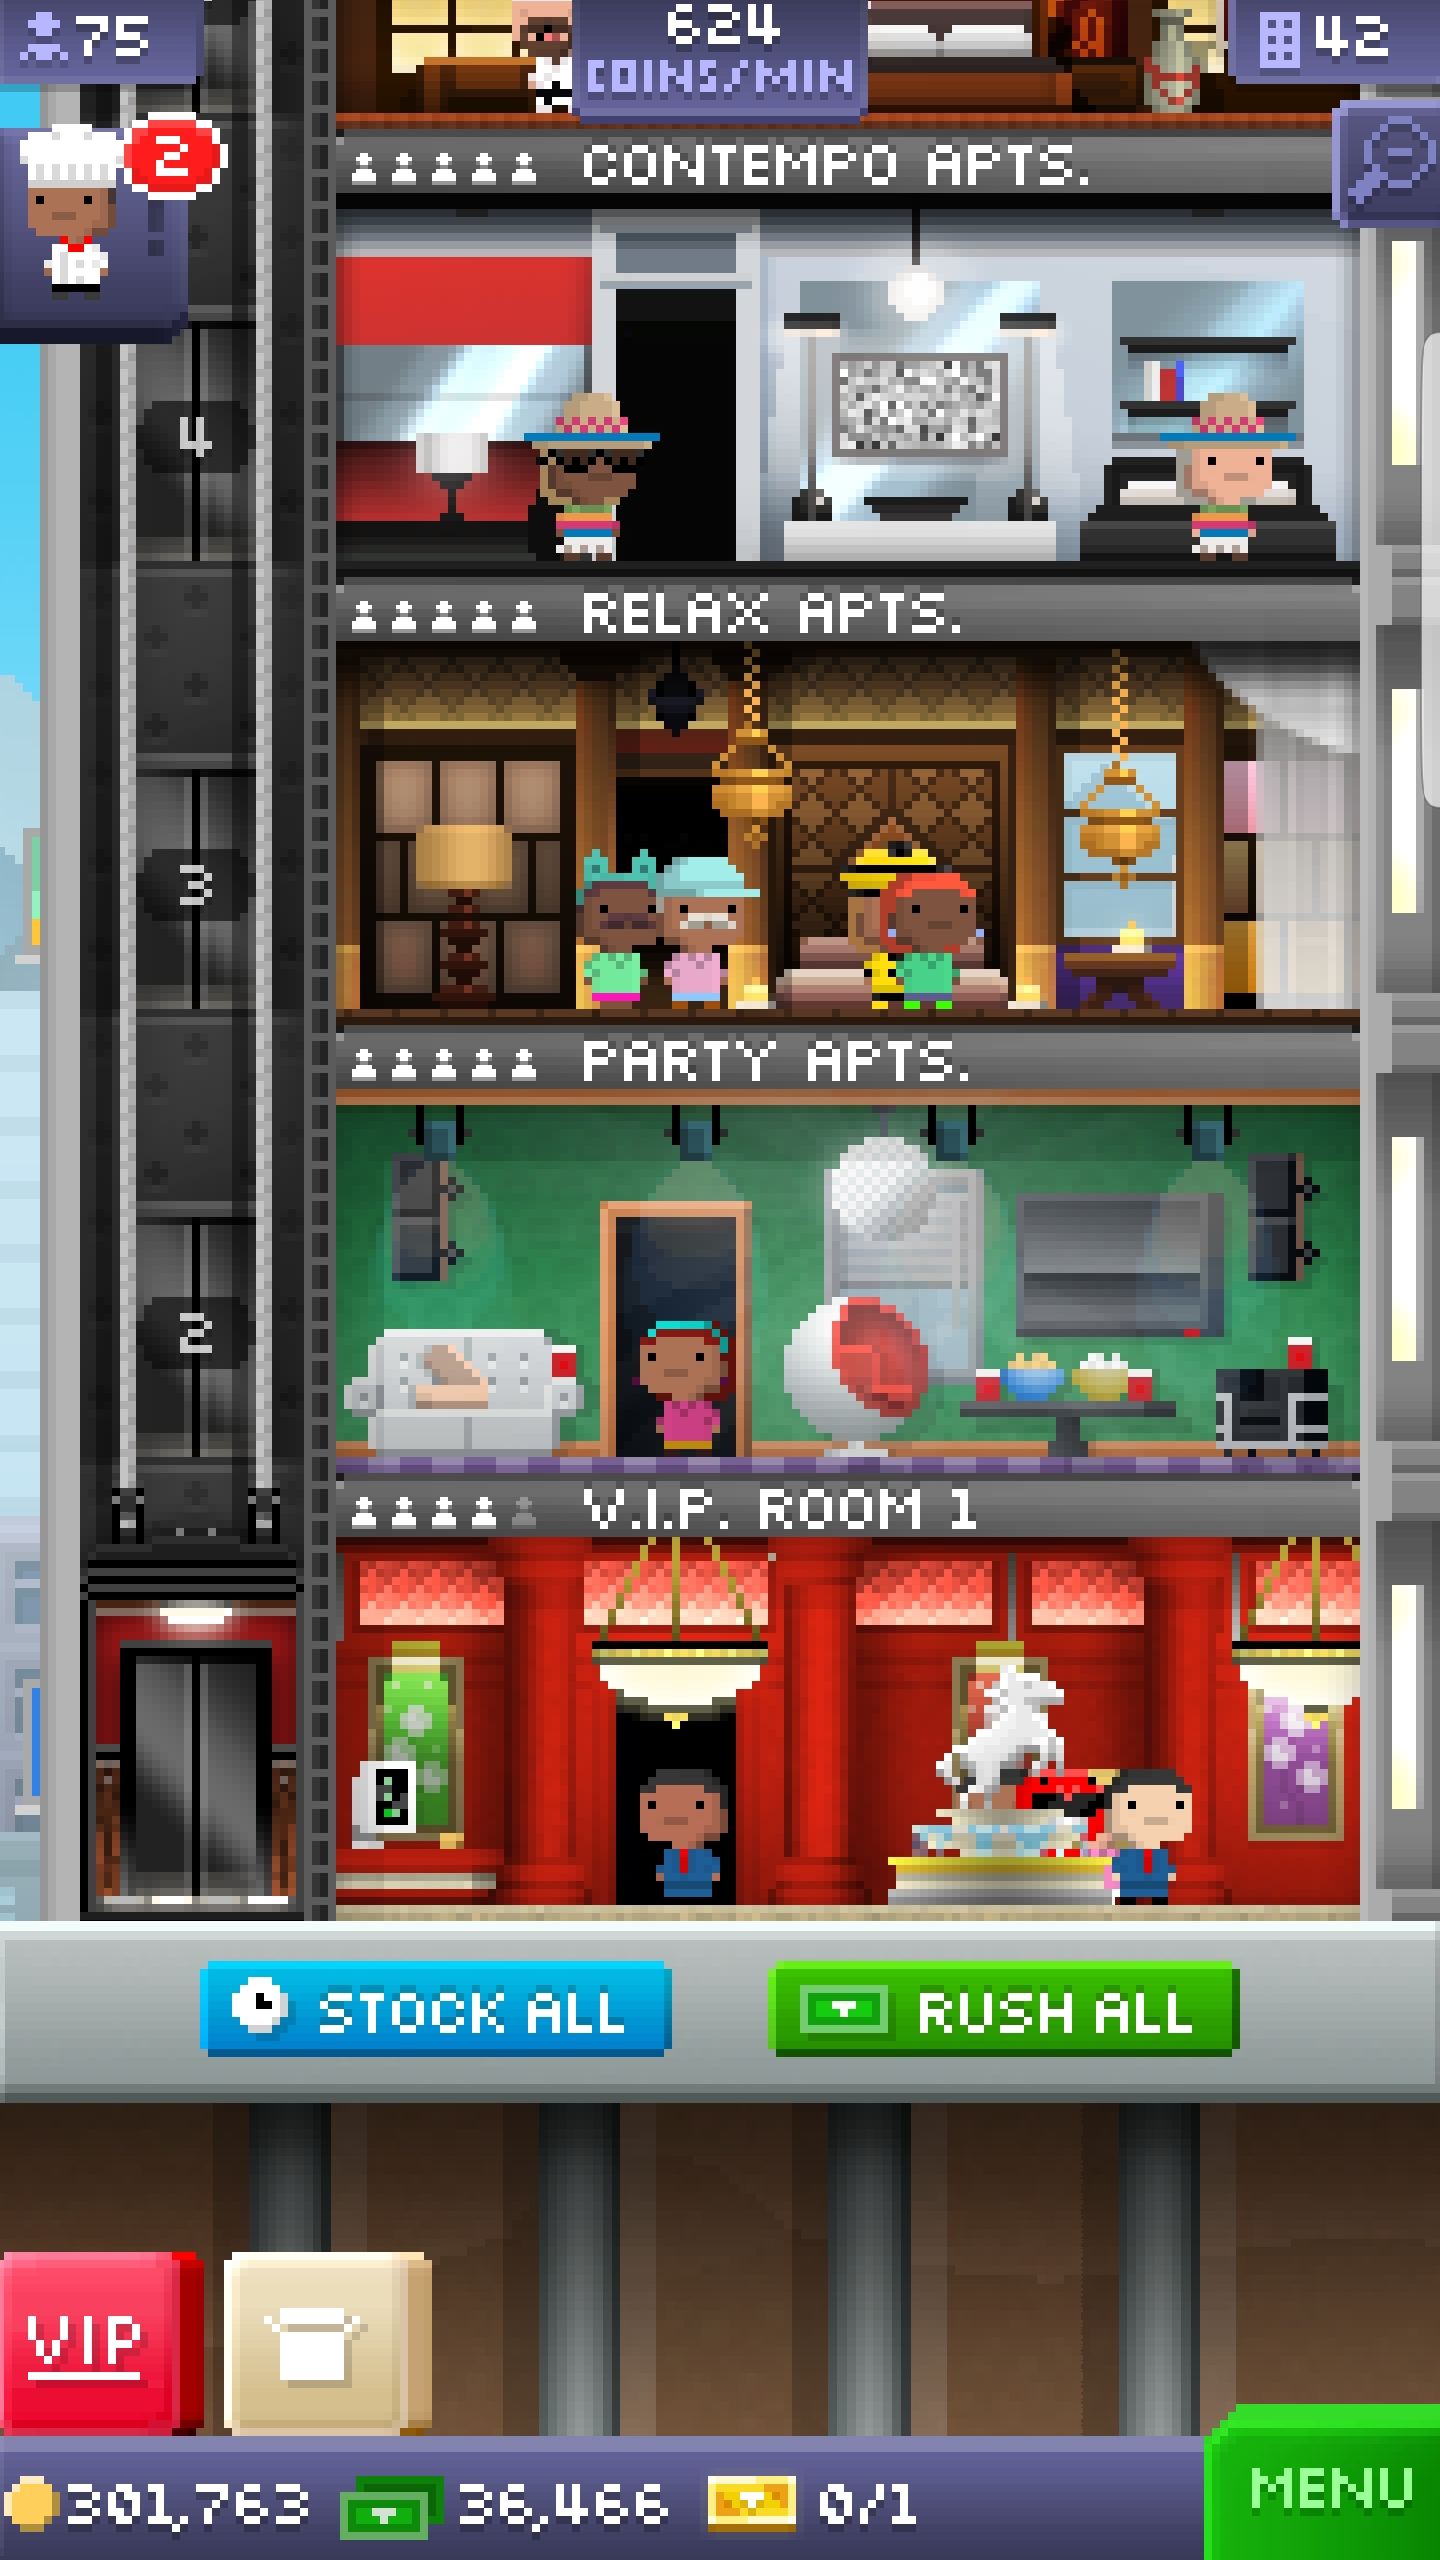 75
624
COINS/MIN
42
2
CONTEMPO APTS.
4
RELAX APTS.
3
PARTY APTS.
2
V.I.P. ROOM 1
STOCK ALL
RUSH ALL
VIP
301,763
36,466
0/1
MENU